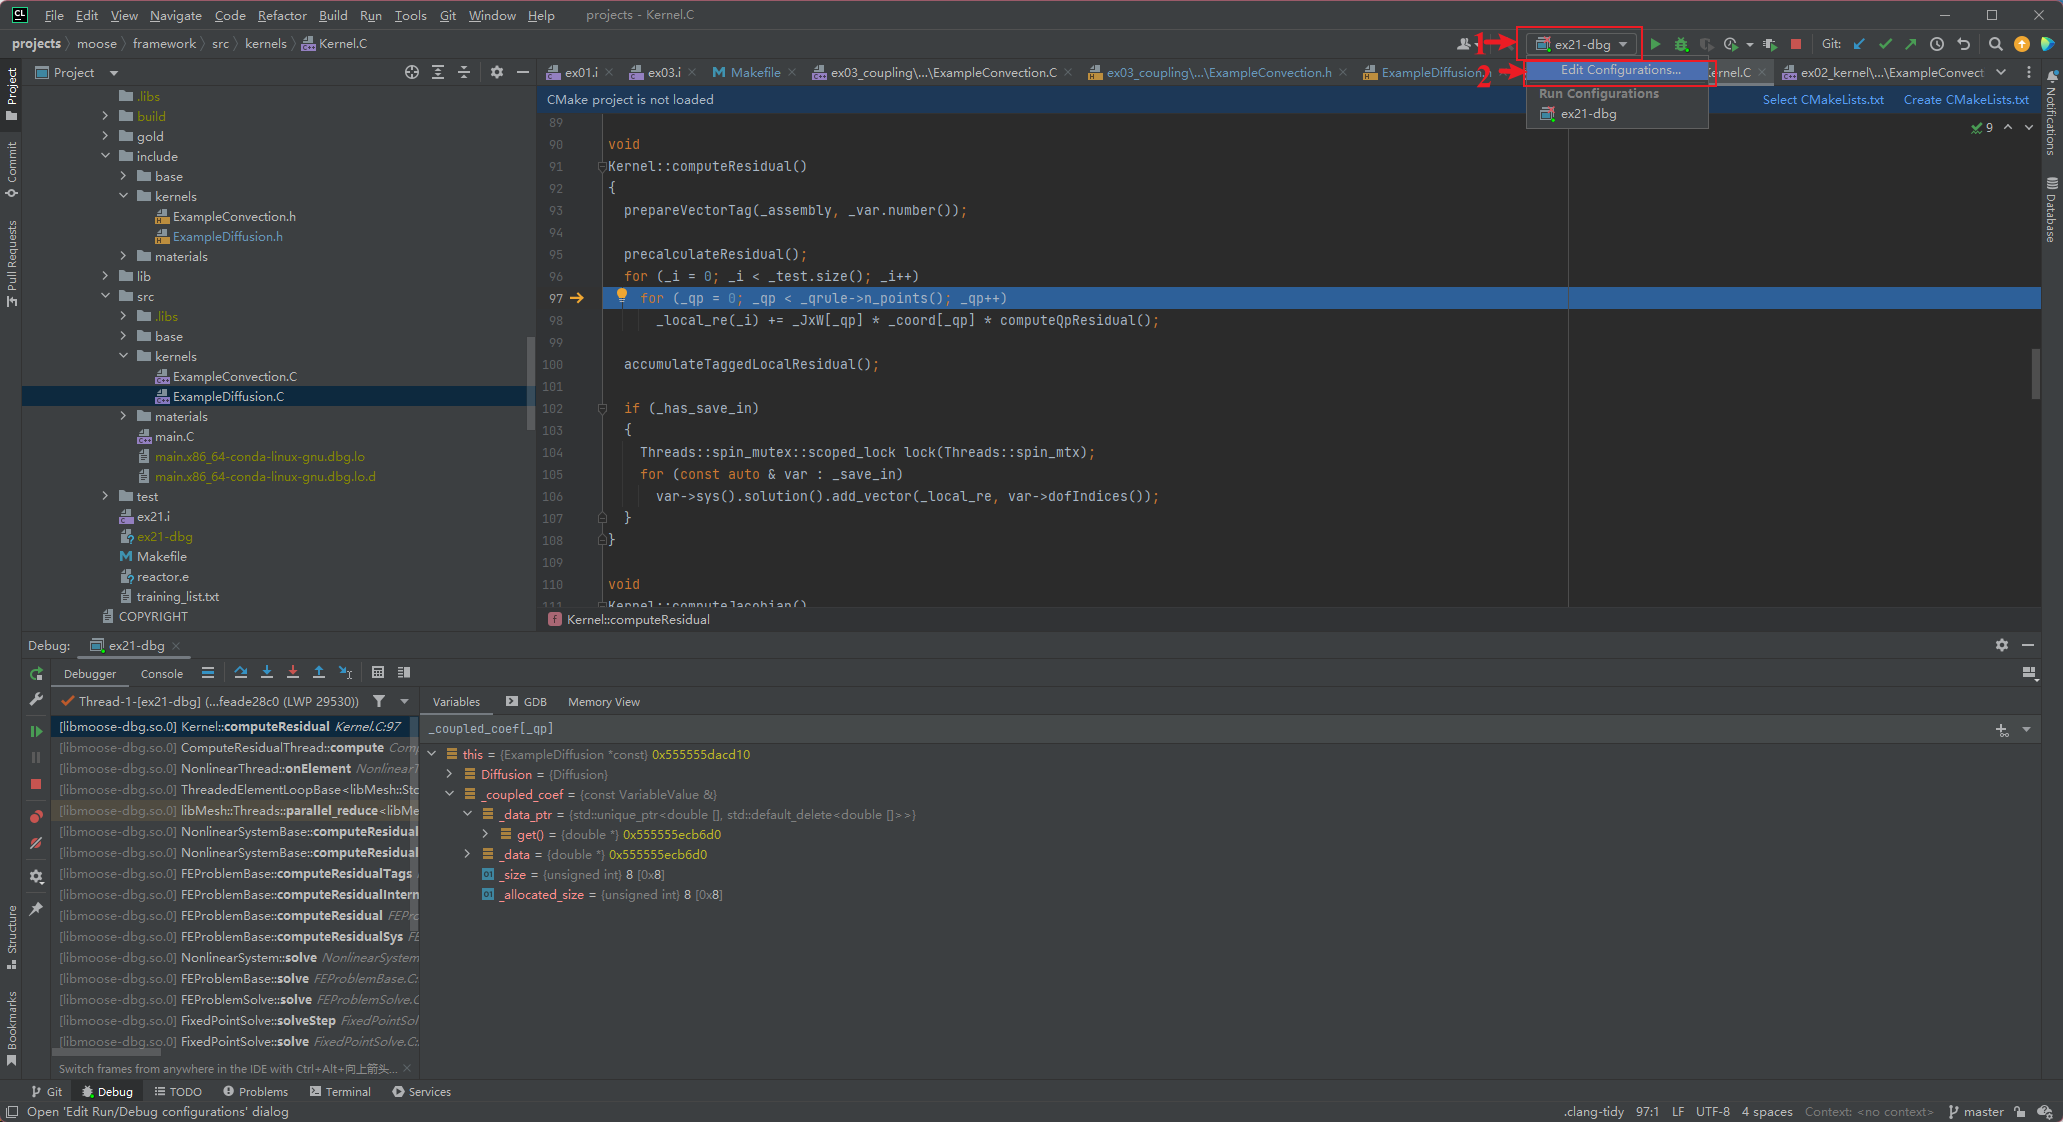 File Edit View Navigate Code Refactor Build Run Tools Git Window Help projects - Kernel.C
projects moose framework src kernels Kernel.C
1 ex21-dbg Git:
Project
ex01.i ex03.i Makefile ex03_coupling\...\ExampleConvection.C ex03_coupling\...\ExampleConvection.h ExampleDiffusion.h Kernel.C ex02_kernel\...\ExampleConvect
2 Edit Configurations...
Run Configurations
ex21-dbg
CMake project is not loaded Select CMakeLists.txt Create CMakeLists.txt
9
Project
Commit
Pull Requests
Structure
Bookmarks
Notifications
Database
.libs
build
gold
include
base
kernels
ExampleConvection.h
ExampleDiffusion.h
materials
lib
src
.libs
base
kernels
ExampleConvection.C
ExampleDiffusion.C
materials
main.C
main.x86_64-conda-linux-gnu.dbg.lo
main.x86_64-conda-linux-gnu.dbg.lo.d
test
ex21.i
ex21-dbg
Makefile
reactor.e
training_list.txt
COPYRIGHT
89
90 void
91 Kernel::computeResidual()
92 {
93 prepareVectorTag(_assembly, _var.number());
94
95 precalculateResidual();
96 for (_i = 0; _i < _test.size(); _i++)
97 for (_qp = 0; _qp < _qrule->n_points(); _qp++)
98 _local_re(_i) += _JxW[_qp] * _coord[_qp] * computeQpResidual();
99
100 accumulateTaggedLocalResidual();
101
102 if (_has_save_in)
103 {
104 Threads::spin_mutex::scoped_lock lock(Threads::spin_mtx);
105 for (const auto & var : _save_in)
106 var->sys().solution().add_vector(_local_re, var->dofIndices());
107 }
108 }
109
110 void
111 Kernel::computeJacobian()
Kernel::computeResidual
Debug: ex21-dbg
Debugger Console
Thread-1-[ex21-dbg] (...feade28c0 (LWP 29530))
[libmoose-dbg.so.0] Kernel::computeResidual Kernel.C:97
[libmoose-dbg.so.0] ComputeResidualThread::compute Com
[libmoose-dbg.so.0] NonlinearThread::onElement NonlinearT
[libmoose-dbg.so.0] ThreadedElementLoopBase<libMesh::Sto
[libmoose-dbg.so.0] libMesh::Threads::parallel_reduce<libMe
[libmoose-dbg.so.0] NonlinearSystemBase::computeResidual
[libmoose-dbg.so.0] NonlinearSystemBase::computeResidual
[libmoose-dbg.so.0] FEProblemBase::computeResidualTags
[libmoose-dbg.so.0] FEProblemBase::computeResidualIntern
[libmoose-dbg.so.0] FEProblemBase::computeResidual FEPro
[libmoose-dbg.so.0] FEProblemBase::computeResidualSys FE
[libmoose-dbg.so.0] NonlinearSystem::solve NonlinearSystem
[libmoose-dbg.so.0] FEProblemBase::solve FEProblemBase.C:
[libmoose-dbg.so.0] FEProblemSolve::solve FEProblemSolve.C
[libmoose-dbg.so.0] FixedPointSolve::solveStep FixedPointSol
[libmoose-dbg.so.0] FixedPointSolve::solve FixedPointSolve.C:
Switch frames from anywhere in the IDE with Ctrl+Alt+向上箭头...
Variables GDB Memory View
_coupled_coef[_qp]
this = {ExampleDiffusion *const} 0x555555dacd10
Diffusion = {Diffusion}
_coupled_coef = {const VariableValue &}
_data_ptr = {std::unique_ptr<double [], std::default_delete<double []>>}
get() = {double *} 0x555555ecb6d0
_data = {double *} 0x555555ecb6d0
_size = {unsigned int} 8 [0x8]
_allocated_size = {unsigned int} 8 [0x8]
Git Debug TODO Problems Terminal Services
Open 'Edit Run/Debug configurations' dialog .clang-tidy 97:1 LF UTF-8 4 spaces Context: <no context> master